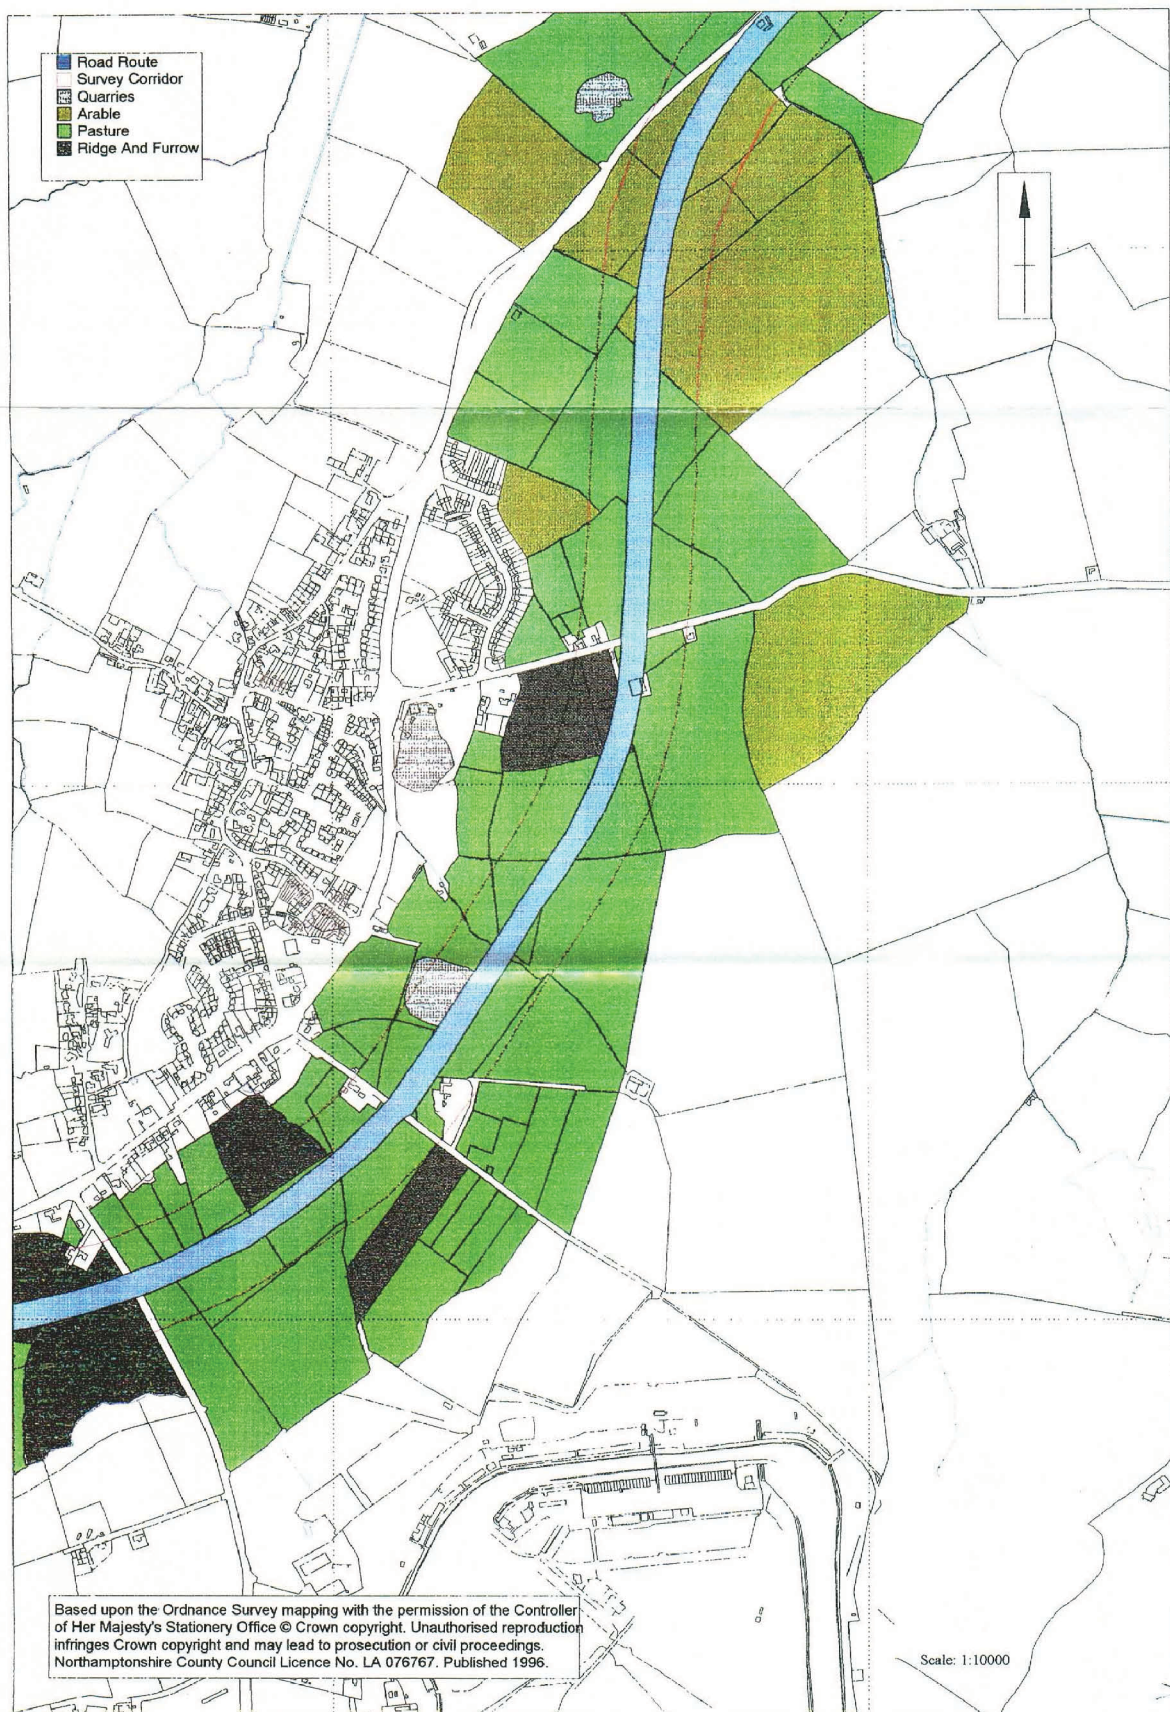 Road Route
Survey Corridor
Quarries
Arable
Pasture
Ridge And Furrow
Based upon the Ordnance Survey mapping with the permission of the Controller
of Her Majesty's Stationery Office © Crown copyright. Unauthorised reproduction
infringes Crown copyright and may lead to prosecution or civil proceedings.
Northamptonshire County Council Licence No. LA 076767. Published 1996.
Scale: 1:10000